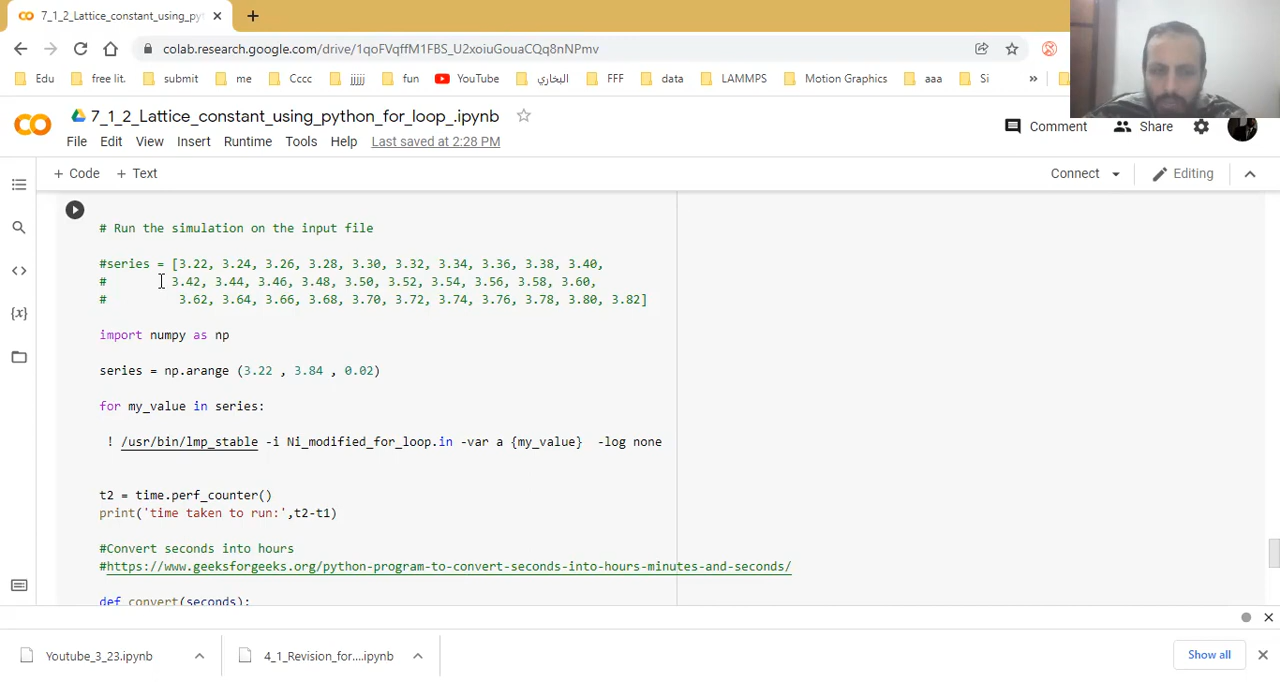 7_1_2_Lattice_constant_using_py
colab.research.google.com/drive/1qoFVqffM1FBS_U2xoiuGouaCQq8nNPmv
Edu free lit. submit me Cccc jjjjj fun YouTube البخاري FFF data LAMMPS Motion Graphics aaa Si »
7_1_2_Lattice_constant_using_python_for_loop_.ipynb
Comment Share
File Edit View Insert Runtime Tools Help Last saved at 2:28 PM
+ Code + Text Connect Editing
# Run the simulation on the input file
#series = [3.22, 3.24, 3.26, 3.28, 3.30, 3.32, 3.34, 3.36, 3.38, 3.40,
# 3.42, 3.44, 3.46, 3.48, 3.50, 3.52, 3.54, 3.56, 3.58, 3.60,
# 3.62, 3.64, 3.66, 3.68, 3.70, 3.72, 3.74, 3.76, 3.78, 3.80, 3.82]
import numpy as np
series = np.arange (3.22 , 3.84 , 0.02)
for my_value in series:
! /usr/bin/lmp_stable -i Ni_modified_for_loop.in -var a {my_value} -log none
t2 = time.perf_counter()
print('time taken to run:',t2-t1)
#Convert seconds into hours
#https://www.geeksforgeeks.org/python-program-to-convert-seconds-into-hours-minutes-and-seconds/
def convert(seconds):
Youtube_3_23.ipynb 4_1_Revision_for....ipynb Show all